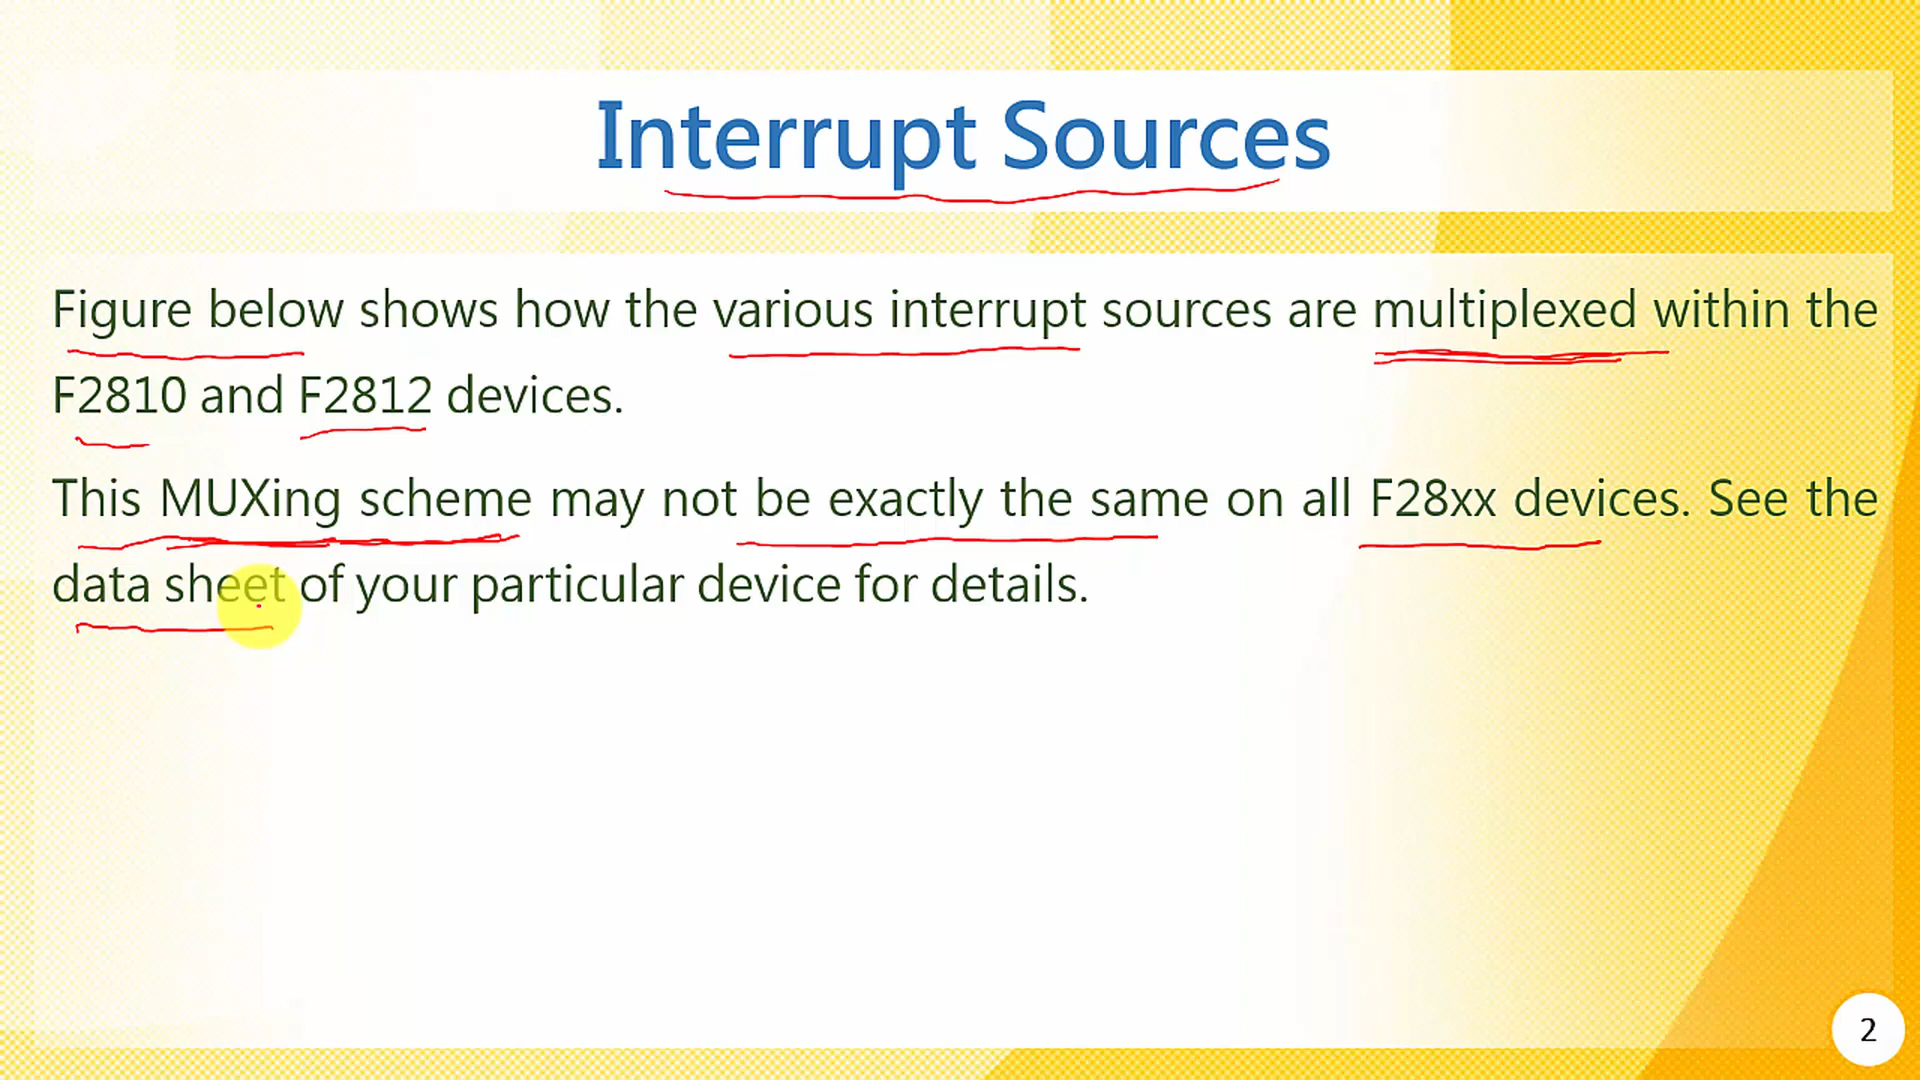 Interrupt Sources
Figure below shows how the various interrupt sources are multiplexed within the
F2810 and F2812 devices.
This MUXing scheme may not be exactly the same on all F28xx devices. See the
data sheet of your particular device for details.
2